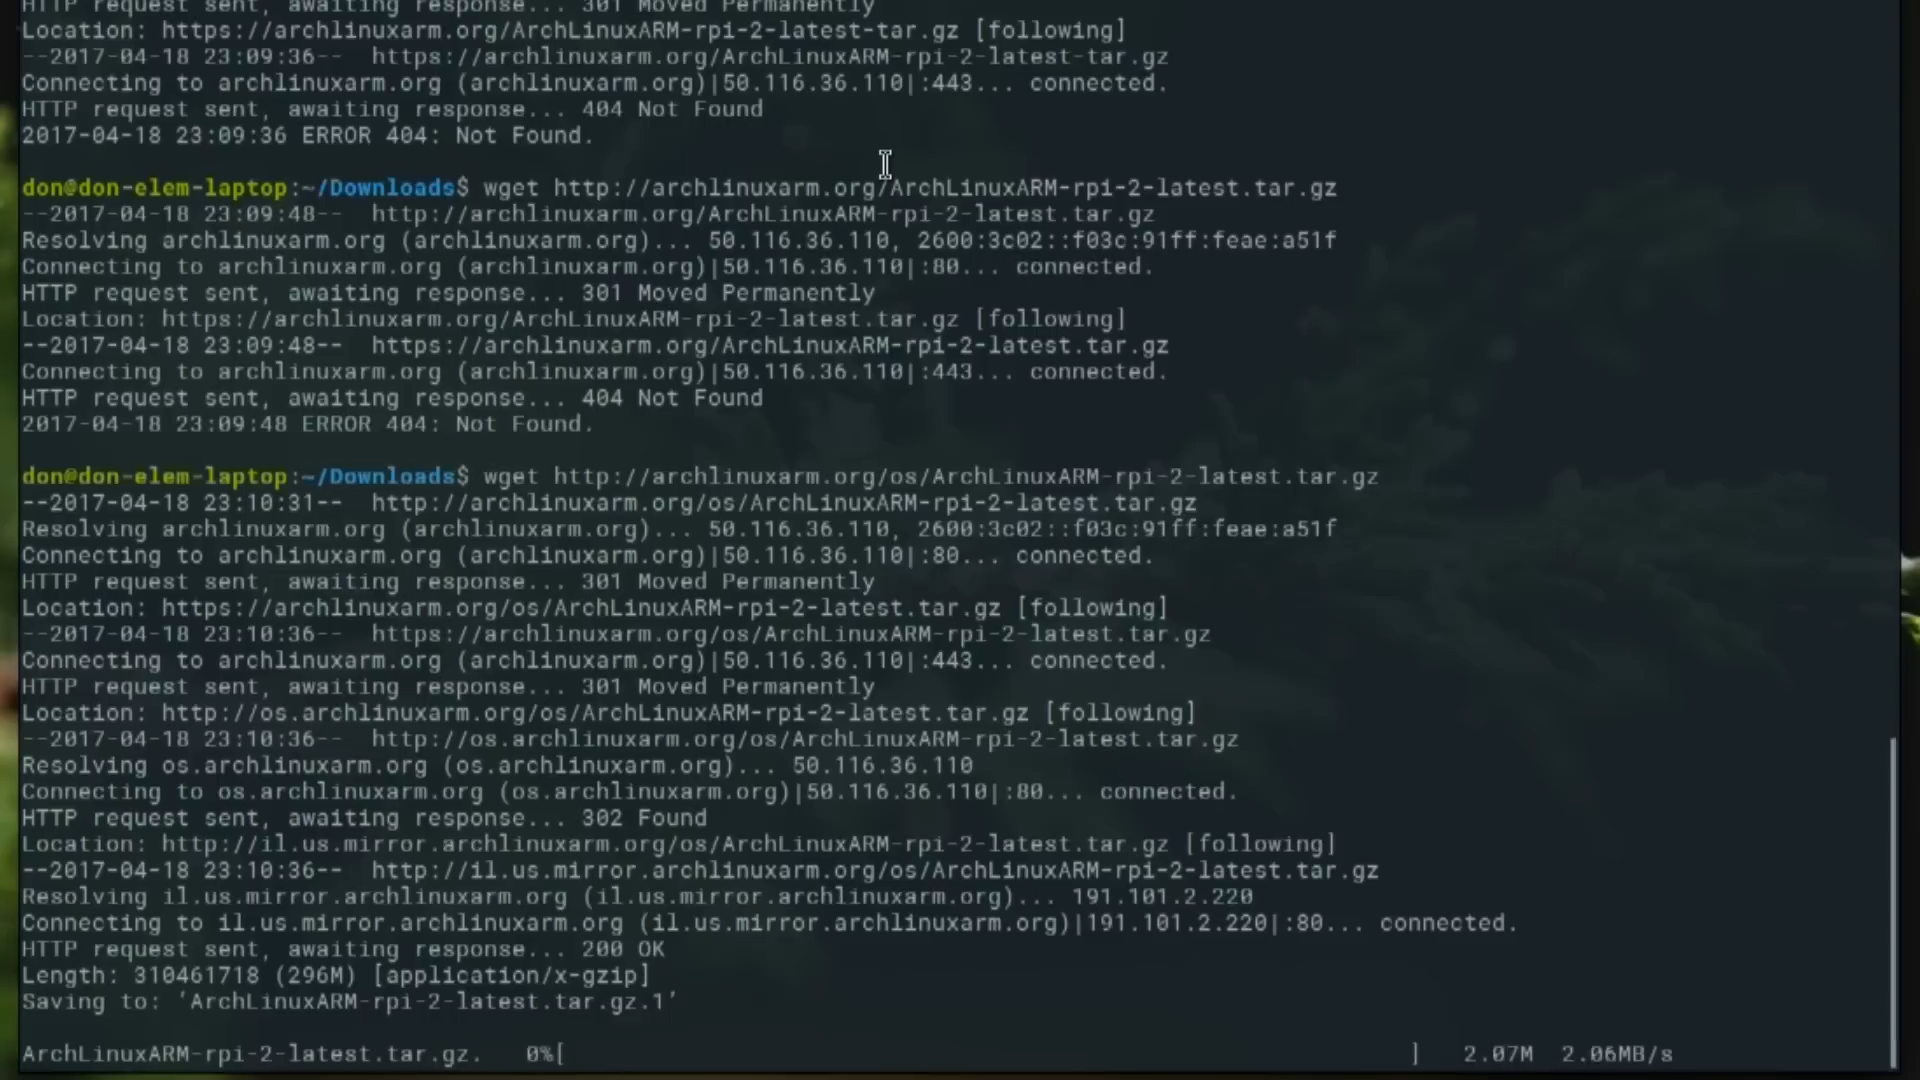 HTTP request sent, awaiting response... 301 Moved Permanently
Location: https://archlinuxarm.org/ArchLinuxARM-rpi-2-latest-tar.gz [following]
--2017-04-18 23:09:36--  https://archlinuxarm.org/ArchLinuxARM-rpi-2-latest-tar.gz
Connecting to archlinuxarm.org (archlinuxarm.org)|50.116.36.110|:443... connected.
HTTP request sent, awaiting response... 404 Not Found
2017-04-18 23:09:36 ERROR 404: Not Found.
don@don-elem-laptop:~/Downloads$ wget http://archlinuxarm.org/ArchLinuxARM-rpi-2-latest.tar.gz
--2017-04-18 23:09:48--  http://archlinuxarm.org/ArchLinuxARM-rpi-2-latest.tar.gz
Resolving archlinuxarm.org (archlinuxarm.org)... 50.116.36.110, 2600:3c02::f03c:91ff:feae:a51f
Connecting to archlinuxarm.org (archlinuxarm.org)|50.116.36.110|:80... connected.
HTTP request sent, awaiting response... 301 Moved Permanently
Location: https://archlinuxarm.org/ArchLinuxARM-rpi-2-latest.tar.gz [following]
--2017-04-18 23:09:48--  https://archlinuxarm.org/ArchLinuxARM-rpi-2-latest.tar.gz
Connecting to archlinuxarm.org (archlinuxarm.org)|50.116.36.110|:443... connected.
HTTP request sent, awaiting response... 404 Not Found
2017-04-18 23:09:48 ERROR 404: Not Found.
don@don-elem-laptop:~/Downloads$ wget http://archlinuxarm.org/os/ArchLinuxARM-rpi-2-latest.tar.gz
--2017-04-18 23:10:31--  http://archlinuxarm.org/os/ArchLinuxARM-rpi-2-latest.tar.gz
Resolving archlinuxarm.org (archlinuxarm.org)... 50.116.36.110, 2600:3c02::f03c:91ff:feae:a51f
Connecting to archlinuxarm.org (archlinuxarm.org)|50.116.36.110|:80... connected.
HTTP request sent, awaiting response... 301 Moved Permanently
Location: https://archlinuxarm.org/os/ArchLinuxARM-rpi-2-latest.tar.gz [following]
--2017-04-18 23:10:36--  https://archlinuxarm.org/os/ArchLinuxARM-rpi-2-latest.tar.gz
Connecting to archlinuxarm.org (archlinuxarm.org)|50.116.36.110|:443... connected.
HTTP request sent, awaiting response... 301 Moved Permanently
Location: http://os.archlinuxarm.org/os/ArchLinuxARM-rpi-2-latest.tar.gz [following]
--2017-04-18 23:10:36--  http://os.archlinuxarm.org/os/ArchLinuxARM-rpi-2-latest.tar.gz
Resolving os.archlinuxarm.org (os.archlinuxarm.org)... 50.116.36.110
Connecting to os.archlinuxarm.org (os.archlinuxarm.org)|50.116.36.110|:80... connected.
HTTP request sent, awaiting response... 302 Found
Location: http://il.us.mirror.archlinuxarm.org/os/ArchLinuxARM-rpi-2-latest.tar.gz [following]
--2017-04-18 23:10:36--  http://il.us.mirror.archlinuxarm.org/os/ArchLinuxARM-rpi-2-latest.tar.gz
Resolving il.us.mirror.archlinuxarm.org (il.us.mirror.archlinuxarm.org)... 191.101.2.220
Connecting to il.us.mirror.archlinuxarm.org (il.us.mirror.archlinuxarm.org)|191.101.2.220|:80... connected.
HTTP request sent, awaiting response... 200 OK
Length: 310461718 (296M) [application/x-gzip]
Saving to: ‘ArchLinuxARM-rpi-2-latest.tar.gz.1’
ArchLinuxARM-rpi-2-latest.tar.gz.   0%[                    ]   2.07M  2.06MB/s